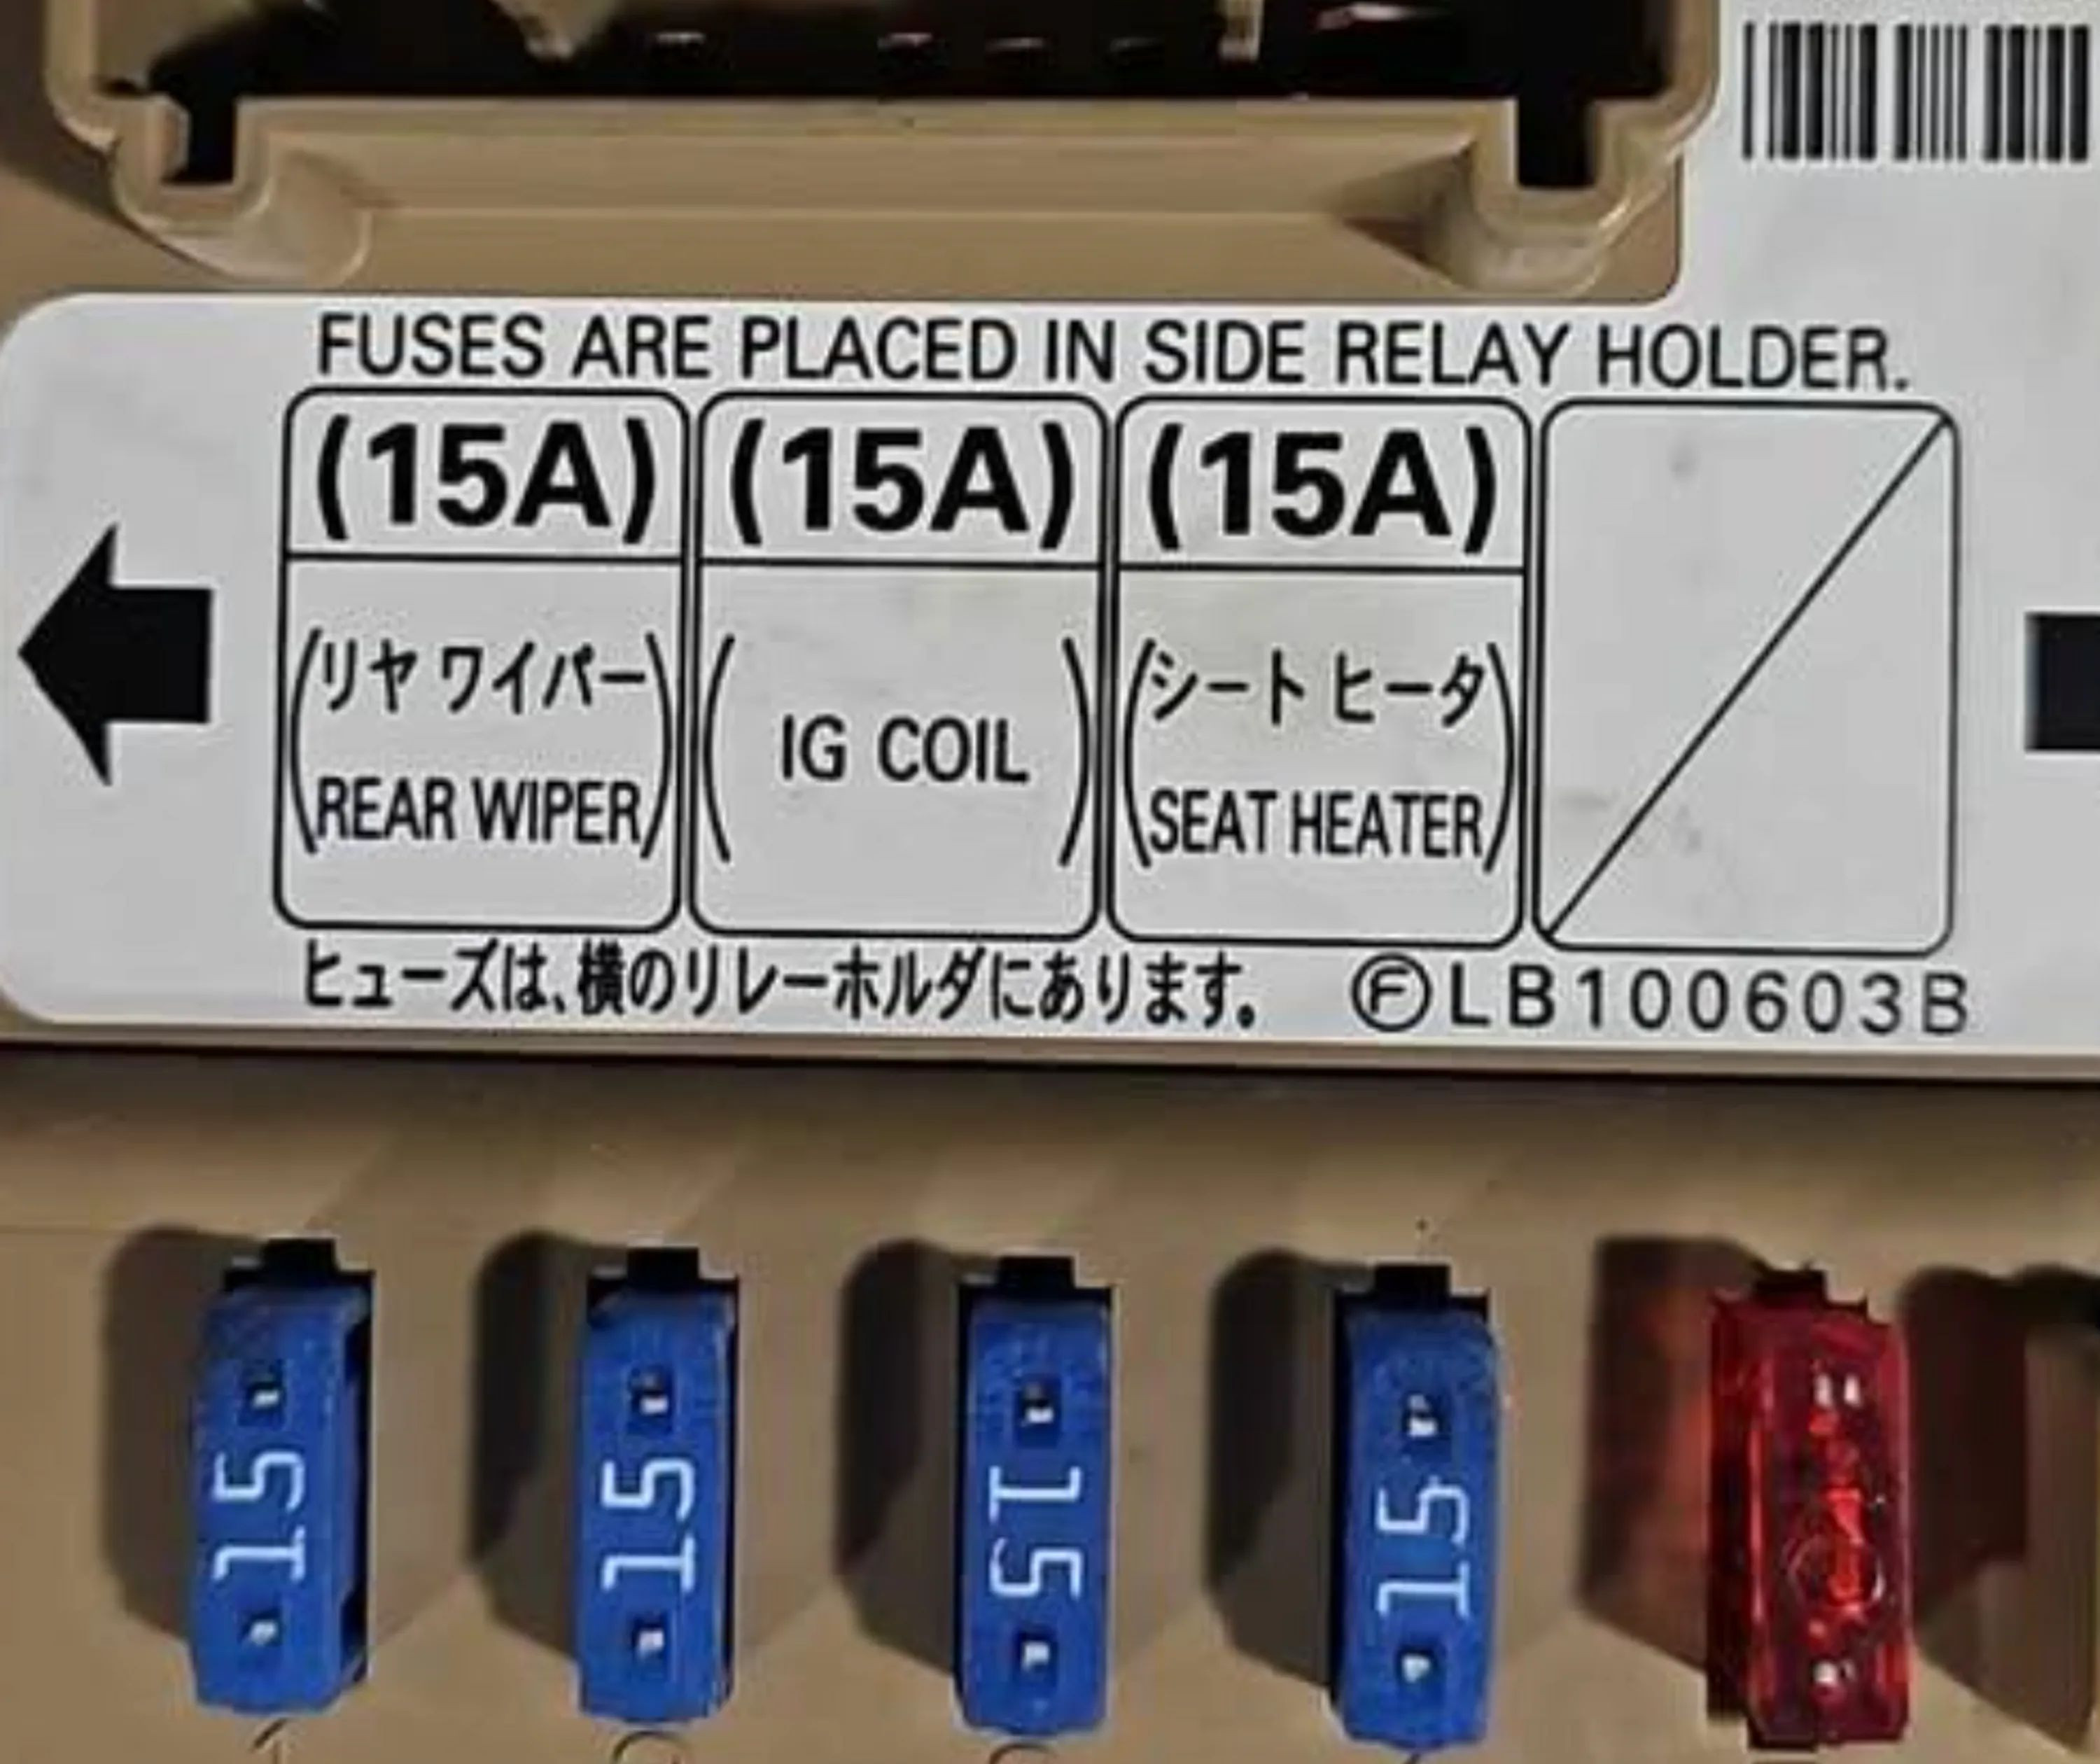 FUSES ARE PLACED IN SIDE RELAY HOLDER.
(15A) (15A) (15A)
(リヤ ワイパー REAR WIPER)
(IG COIL)
(シート ヒータ SEAT HEATER)
ヒューズは、横のリレーホルダにあります。 ⒻLB100603B
15 15 15 15